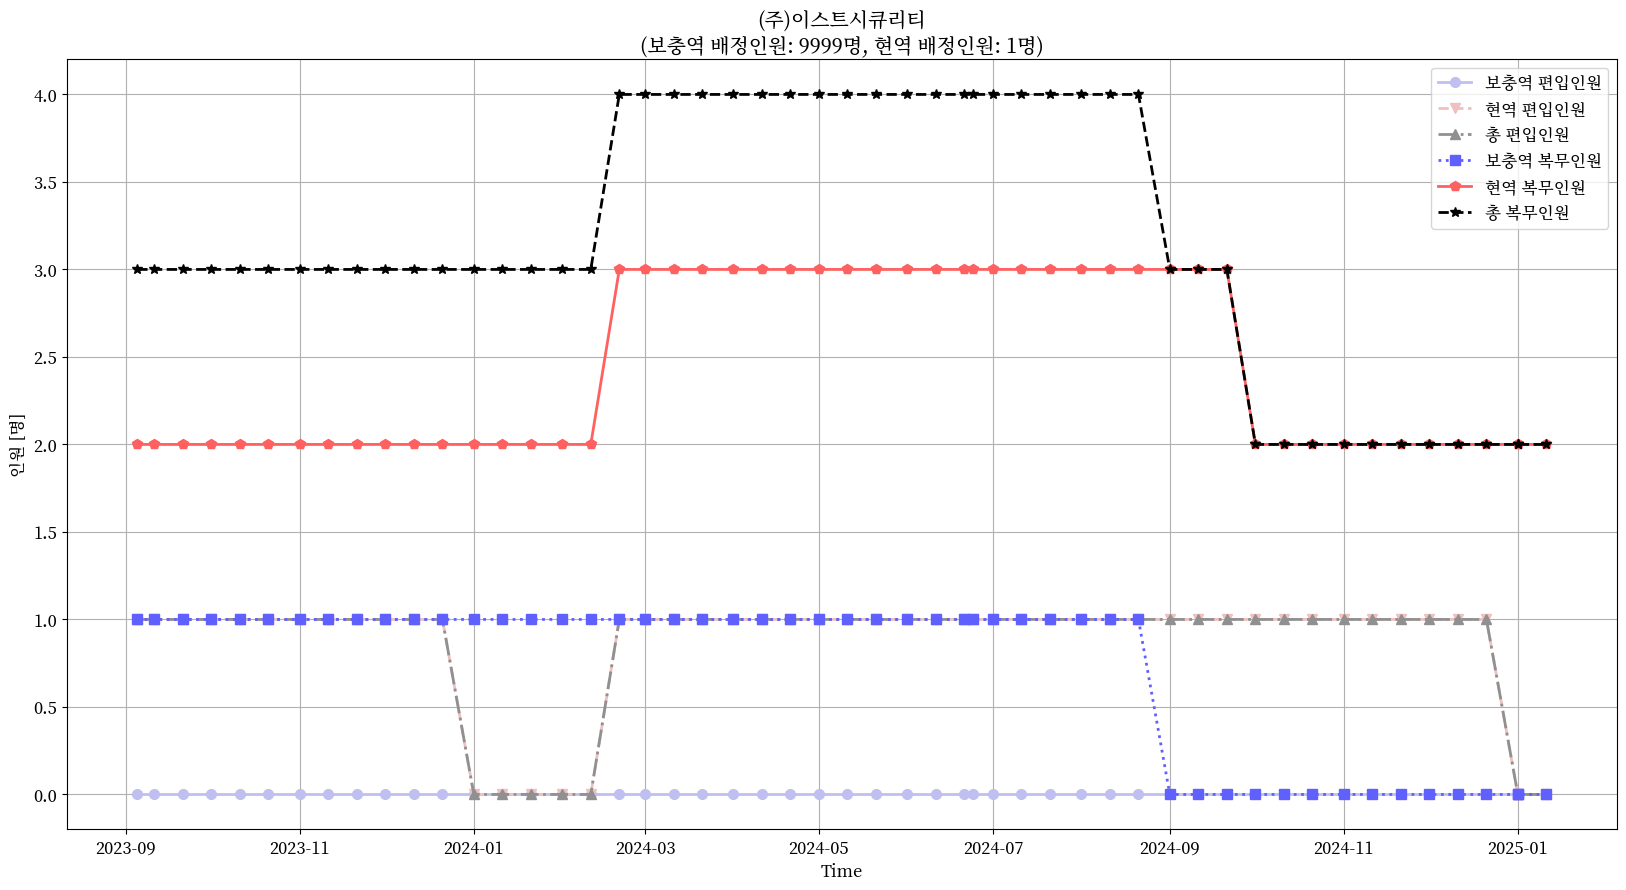 (주)이스트시큐리티
(보충역 배정인원: 9999명, 현역 배정인원: 1명)
보충역 편입인원
현역 편입인원
총 편입인원
보충역 복무인원
현역 복무인원
총 복무인원
인원 [명]
4.0
3.5
3.0
2.5
2.0
1.5
1.0
0.5
0.0
2023-09
2023-11
2024-01
2024-03
2024-05
2024-07
2024-09
2024-11
2025-01
Time